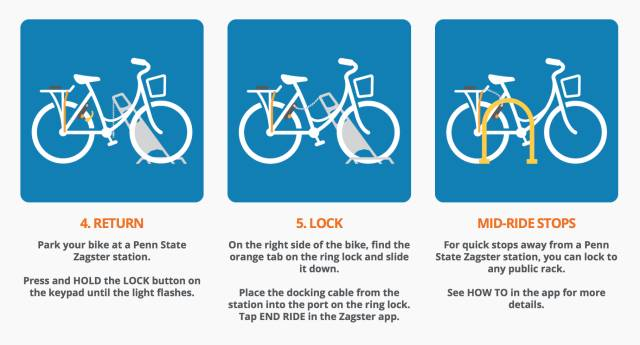 4. RETURN
Park your bike at a Penn State
Zagster station.
Press and HOLD the LOCK button on
the keypad until the light flashes.
5. LOCK
On the right side of the bike, find the
orange tab on the ring lock and slide
it down.
Place the docking cable from the
station into the port on the ring lock.
Tap END RIDE in the Zagster app.
MID-RIDE STOPS
For quick stops away from a Penn
State Zagster station, you can lock to
any public rack.
See HOW TO in the app for more
details.